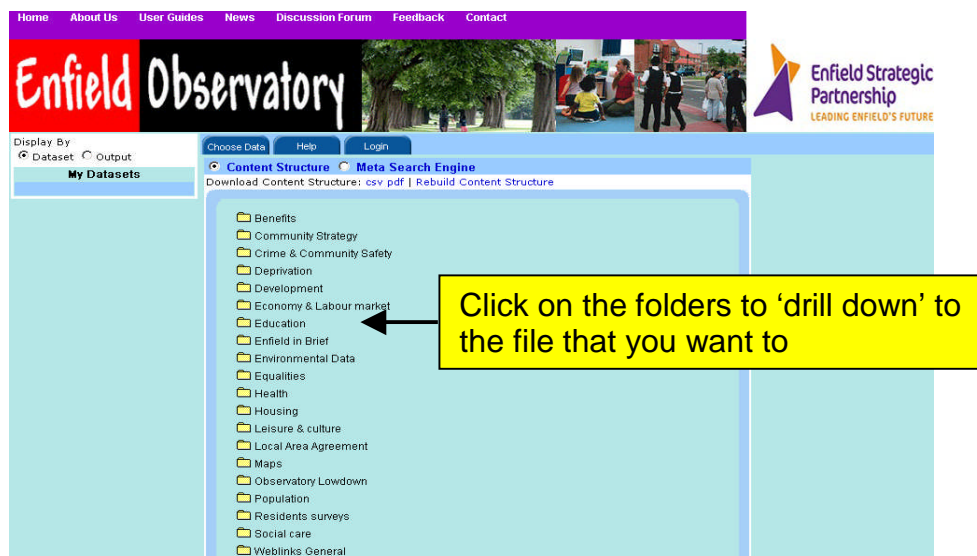 Home About Us User Guides News Discussion Forum Feedback Contact
Enfield Observatory
Enfield Strategic
Partnership
LEADING ENFIELD'S FUTURE
Display By
Dataset Output
My Datasets
Choose Data Help Login
Content Structure Meta Search Engine
Download Content Structure: csv pdf | Rebuild Content Structure
Benefits
Community Strategy
Crime & Community Safety
Deprivation
Development
Economy & Labour market
Education
Enfield in Brief
Environmental Data
Equalities
Health
Housing
Leisure & culture
Local Area Agreement
Maps
Observatory Lowdown
Population
Residents surveys
Social care
Weblinks General
Click on the folders to ‘drill down’ to
the file that you want to